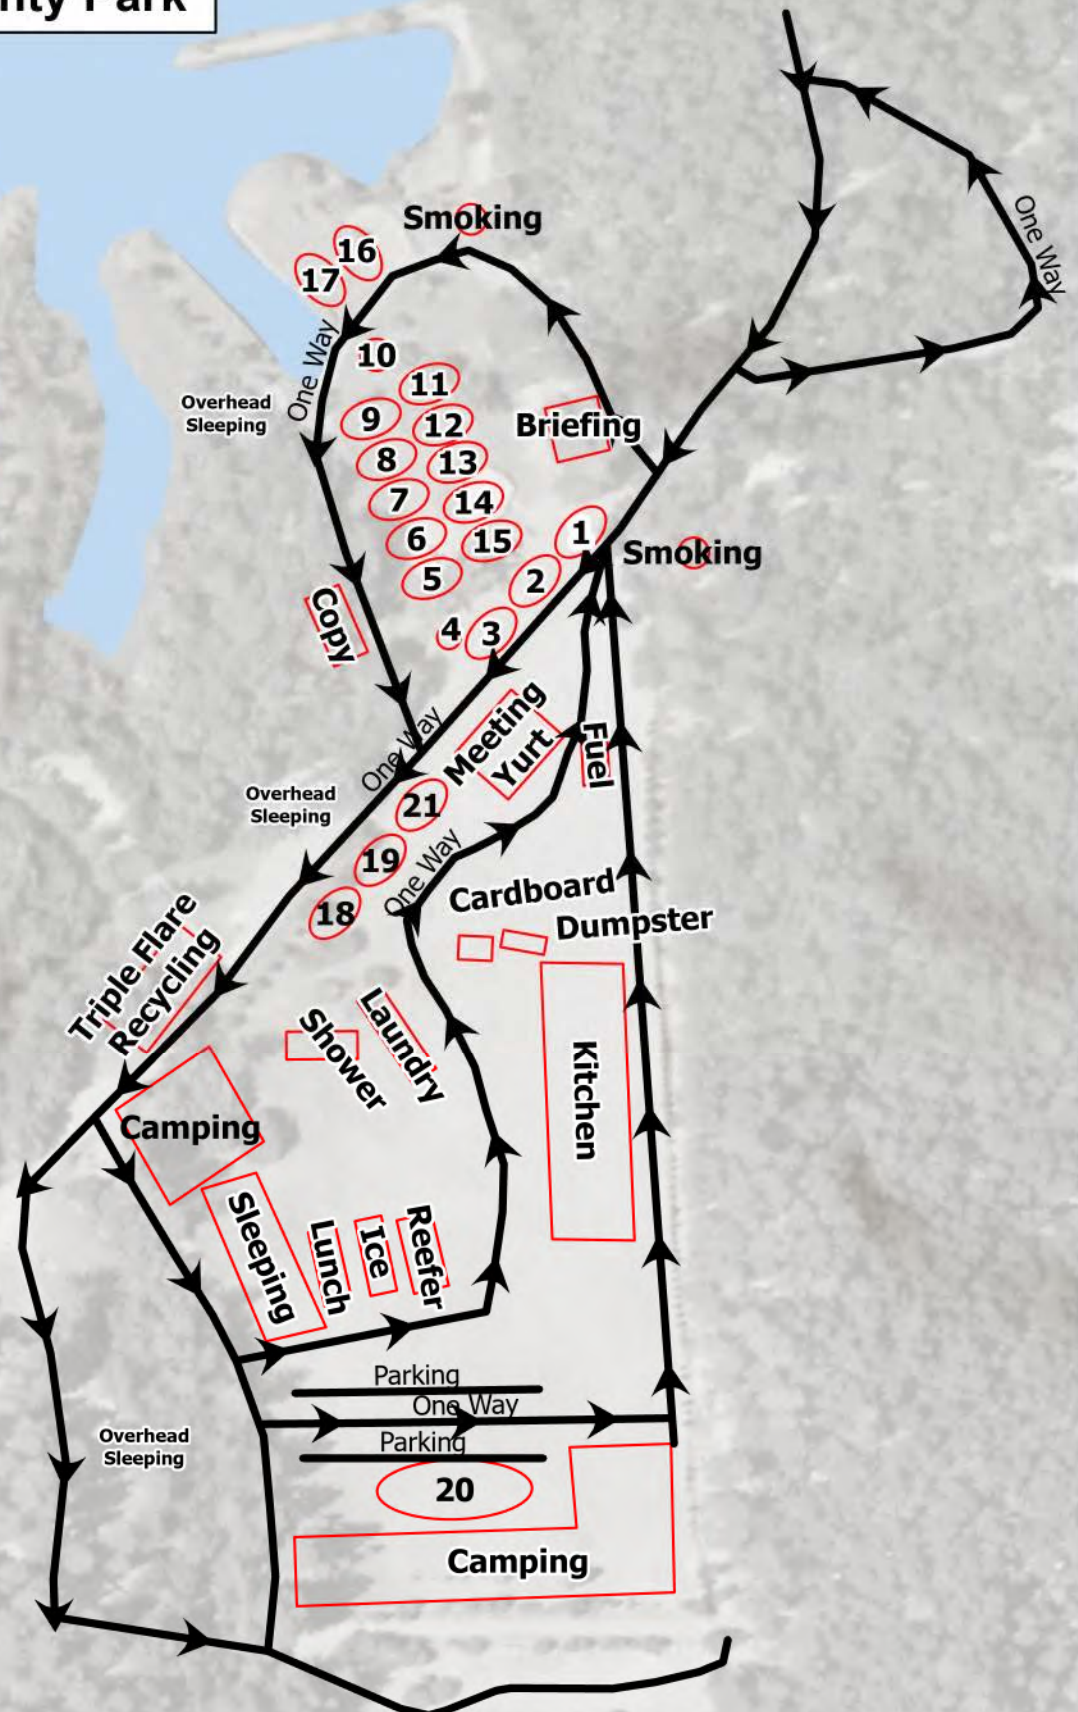 Park
Smoking
One Way
16
17
One Way
10
11
Overhead
Sleeping
9
12
Briefing
8
13
7
14
6
15
1
Smoking
5
2
Copy
4
3
Meeting
Yurt
Fuel
One Way
Overhead
Sleeping
21
19
One Way
18
Cardboard
Dumpster
Triple Flare
Recycling
Laundry
Shower
Kitchen
Camping
Sleeping
Lunch
Ice
Reefer
Parking
One Way
Parking
Overhead
Sleeping
20
Camping